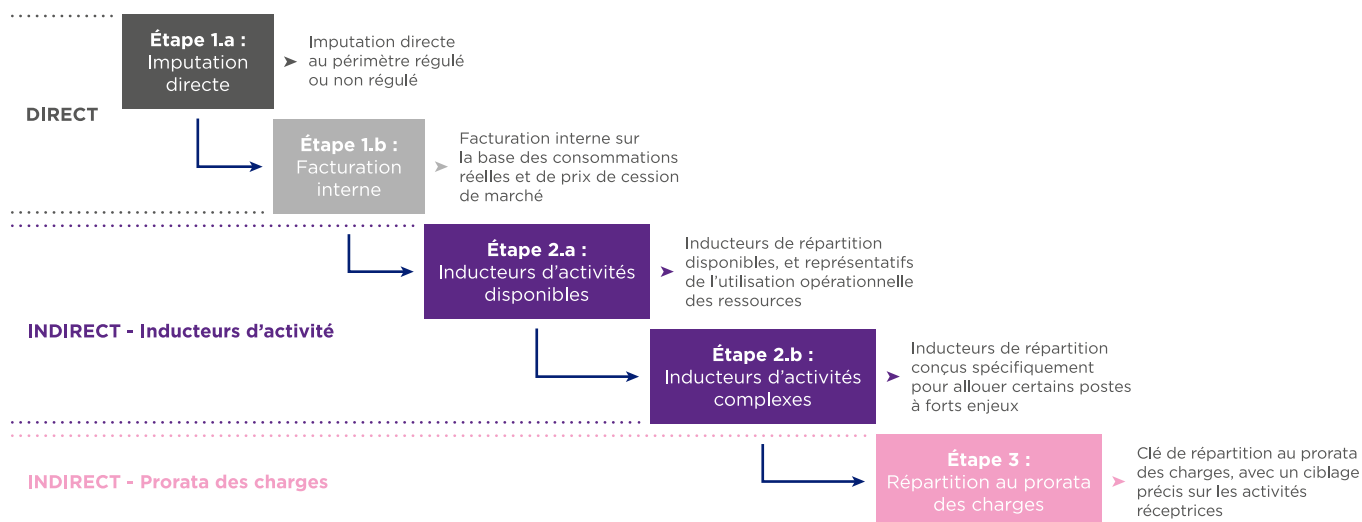 DIRECT
Étape 1.a :
Imputation
directe
Imputation directe
au périmètre régulé
ou non régulé
Étape 1.b :
Facturation
interne
Facturation interne sur
la base des consommations
réelles et de prix de cession
de marché
INDIRECT - Inducteurs d’activité
Étape 2.a :
Inducteurs d’activités
disponibles
Inducteurs de répartition
disponibles, et représentatifs
de l’utilisation opérationnelle
des ressources
Étape 2.b :
Inducteurs d’activités
complexes
Inducteurs de répartition
conçus spécifiquement
pour allouer certains postes
à forts enjeux
INDIRECT - Prorata des charges
Étape 3 :
Répartition au prorata
des charges
Clé de répartition au prorata
des charges, avec un ciblage
précis sur les activités
réceptrices